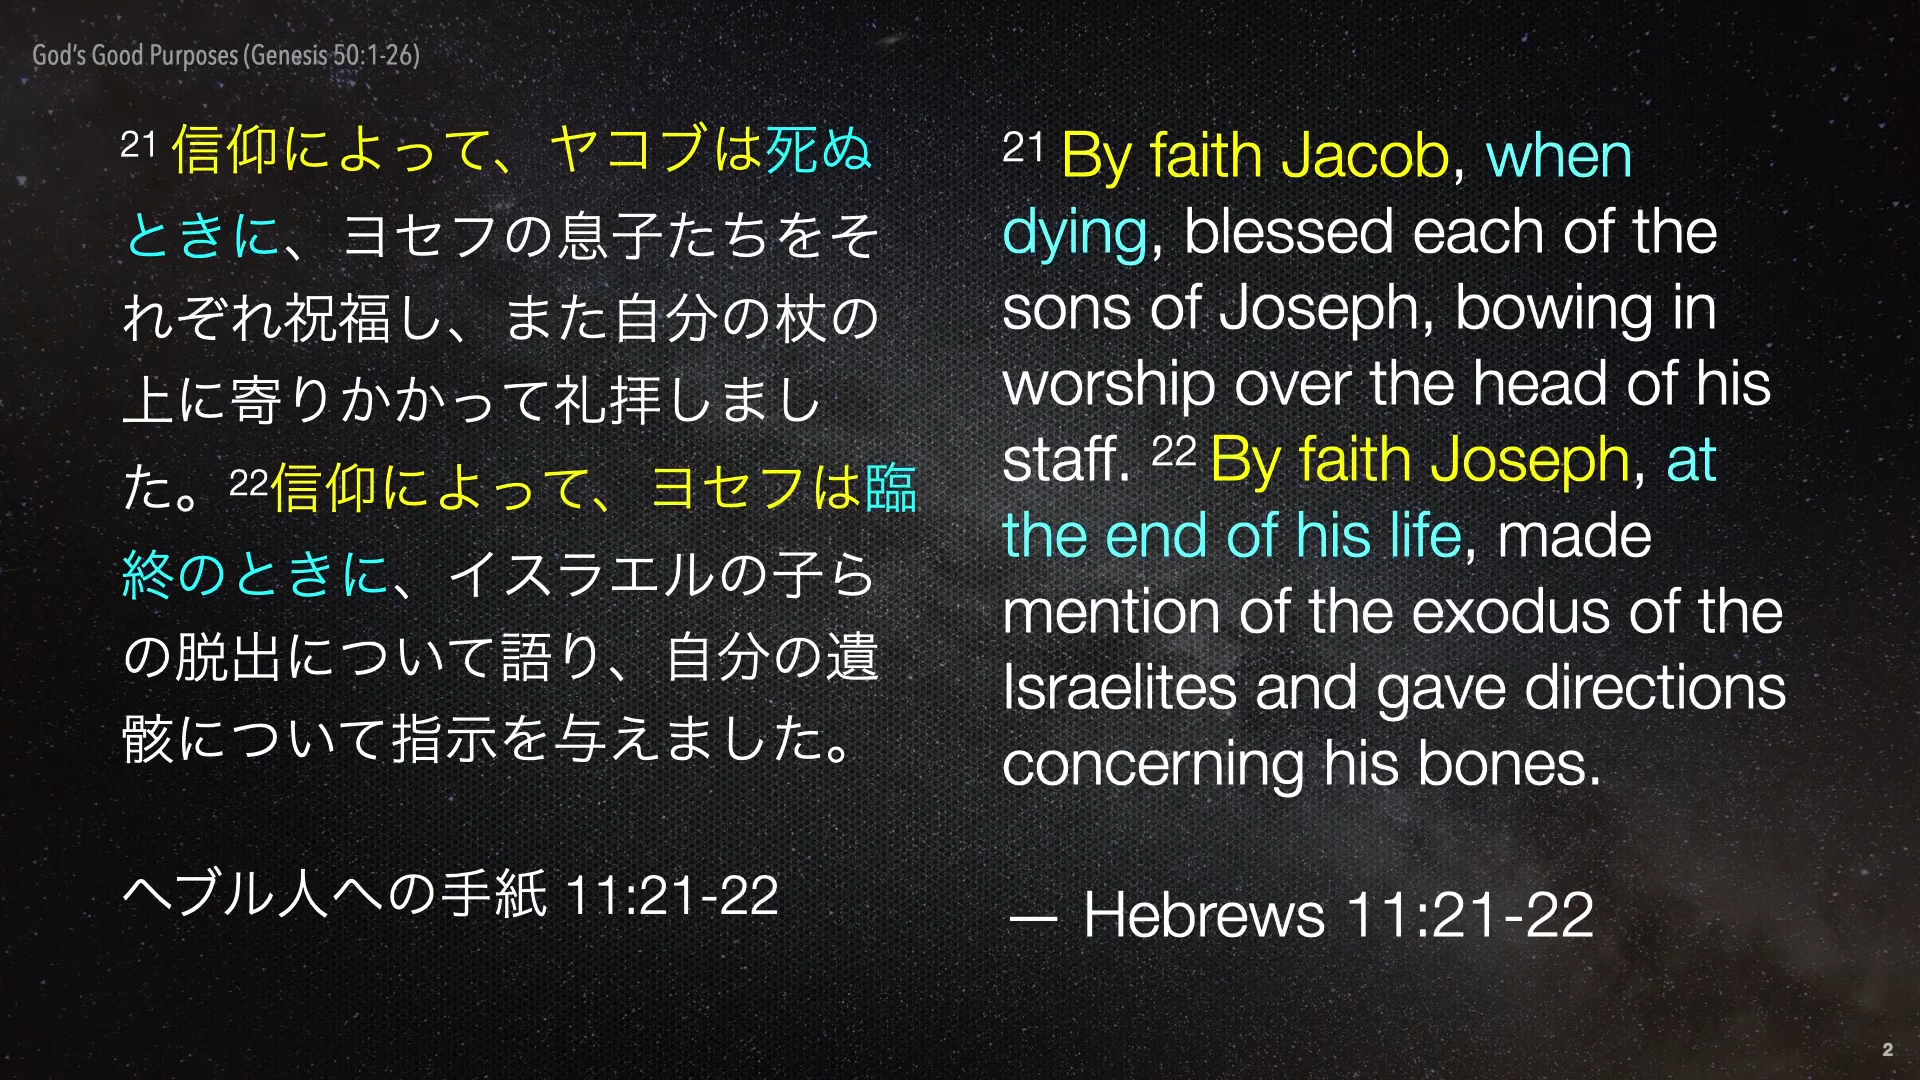 God’s Good Purposes (Genesis 50:1-26)
21 信仰によって、ヤコブは死ぬ
ときに、ヨセフの息子たちをそ
れぞれ祝福し、また自分の杖の
上に寄りかかって礼拝しまし
た。22信仰によって、ヨセフは臨
終のときに、イスラエルの子ら
の脱出について語り、自分の遺
骸について指示を与えました。
ヘブル人への手紙 11:21-22
21 By faith Jacob, when
dying, blessed each of the
sons of Joseph, bowing in
worship over the head of his
staff. 22 By faith Joseph, at
the end of his life, made
mention of the exodus of the
Israelites and gave directions
concerning his bones.
— Hebrews 11:21-22
2